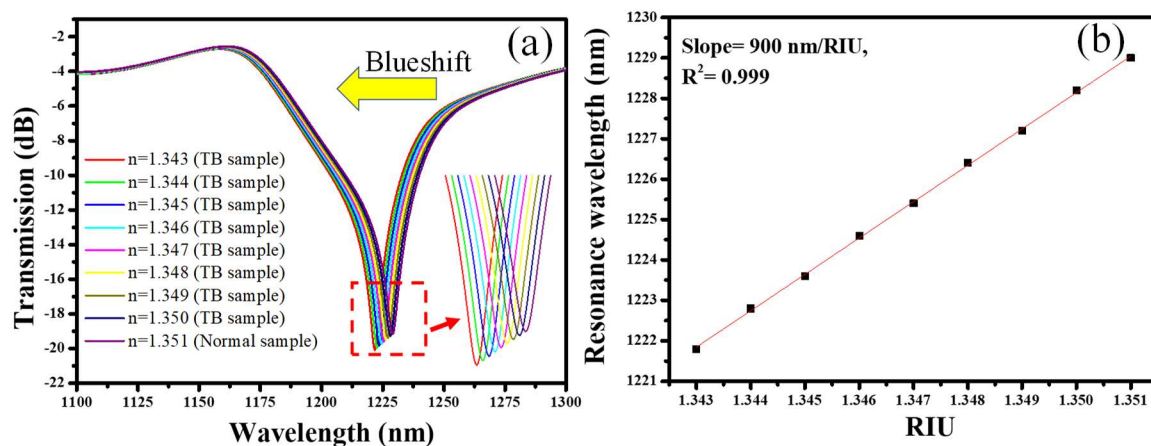 (a)
Blueshift
Transmission (dB)
-2
-4
-6
-8
-10
-12
-14
-16
-18
-20
-22
n=1.343 (TB sample)
n=1.344 (TB sample)
n=1.345 (TB sample)
n=1.346 (TB sample)
n=1.347 (TB sample)
n=1.348 (TB sample)
n=1.349 (TB sample)
n=1.350 (TB sample)
n=1.351 (Normal sample)
1100 1125 1150 1175 1200 1225 1250 1275 1300
Wavelength (nm)
(b)
Slope= 900 nm/RIU,
R²= 0.999
Resonance wavelength (nm)
1230
1229
1228
1227
1226
1225
1224
1223
1222
1221
1.343 1.344 1.345 1.346 1.347 1.348 1.349 1.350 1.351
RIU